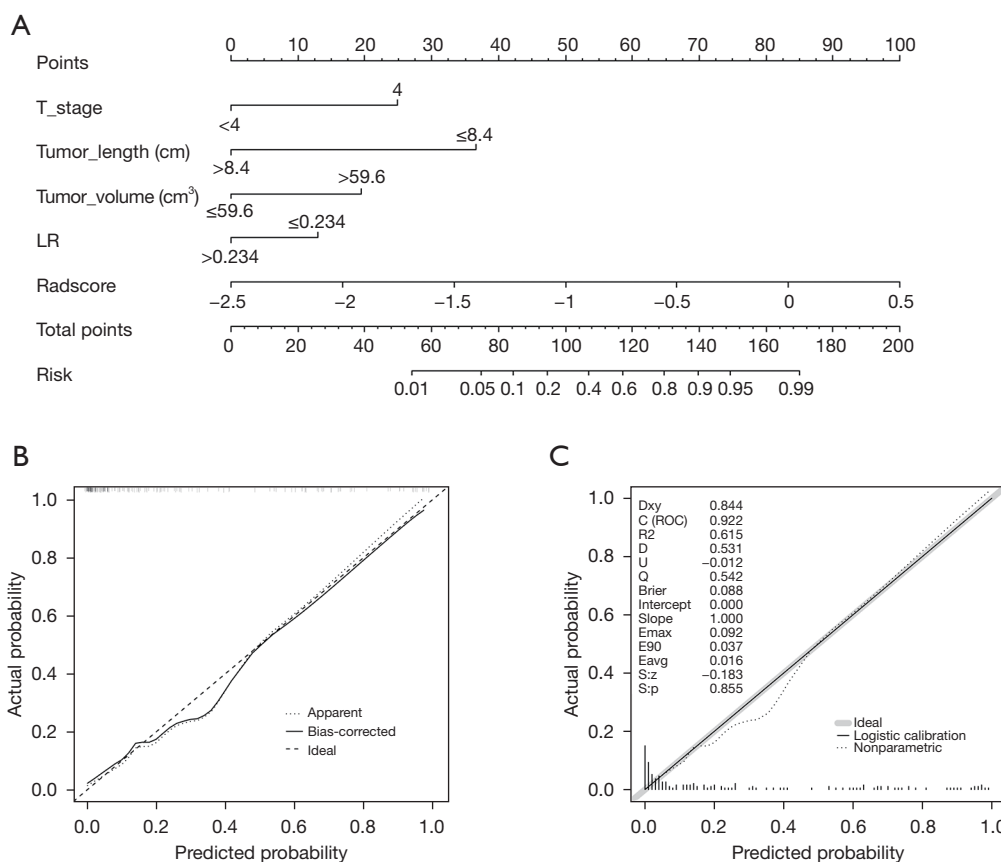 A
Points 0 10 20 30 40 50 60 70 80 90 100
T_stage 4
<4
Tumor_length (cm) ≤8.4
>8.4
Tumor_volume (cm³) >59.6
≤59.6
LR ≤0.234
>0.234
Radscore
−2.5 −2 −1.5 −1 −0.5 0 0.5
Total points
0 20 40 60 80 100 120 140 160 180 200
Risk
0.01 0.05 0.1 0.2 0.4 0.6 0.8 0.9 0.95 0.99
B
Actual probability
1.0
0.8
0.6
0.4
0.2
0.0
Apparent
Bias-corrected
Ideal
0.0 0.2 0.4 0.6 0.8 1.0
Predicted probability
C
Actual probability
1.0
0.8
0.6
0.4
0.2
0.0
Dxy 0.844
C (ROC) 0.922
R2 0.615
D 0.531
U −0.012
Q 0.542
Brier 0.088
Intercept 0.000
Slope 1.000
Emax 0.092
E90 0.037
Eavg 0.016
S:z −0.183
S:p 0.855
Ideal
Logistic calibration
Nonparametric
0.0 0.2 0.4 0.6 0.8 1.0
Predicted probability